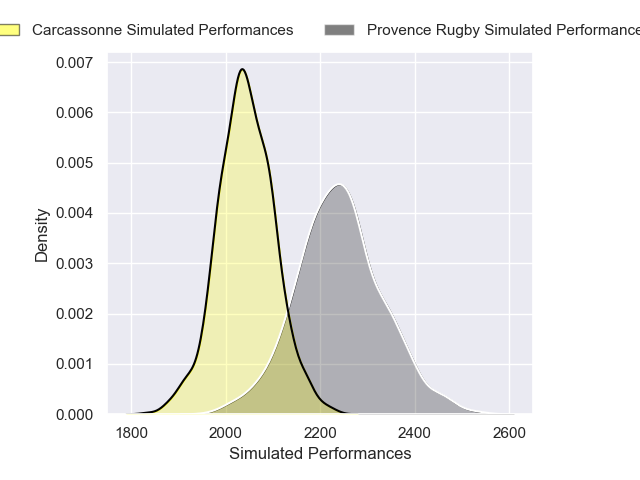 Carcassonne Simulated Performances
Provence Rugby Simulated Performance
0.007
0.006
0.005
0.004
0.003
0.002
0.001
0.000
Density
1800 2000 2200 2400 2600
Simulated Performances